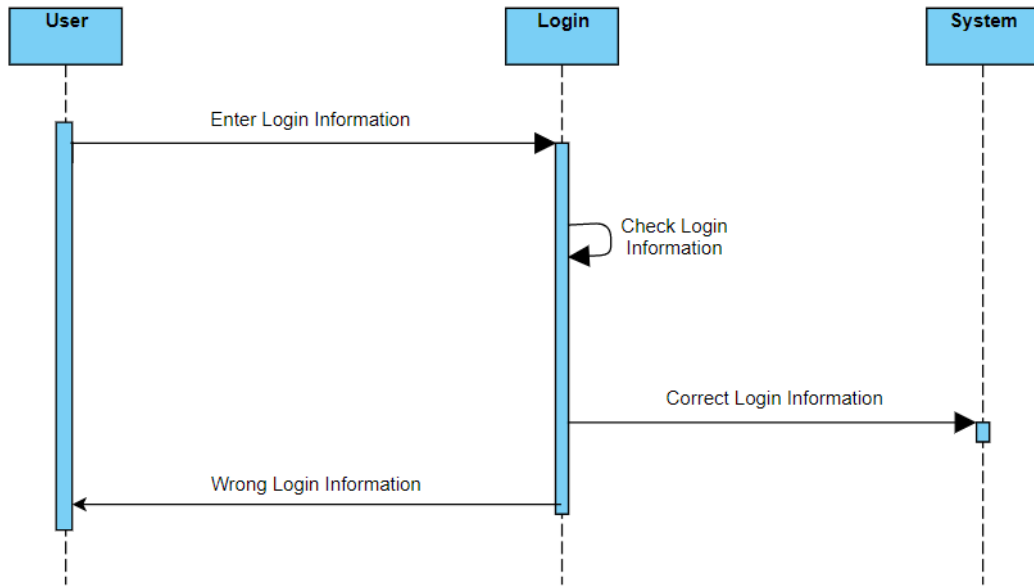 User
Login
System
Enter Login Information
Check Login
Information
Correct Login Information
Wrong Login Information